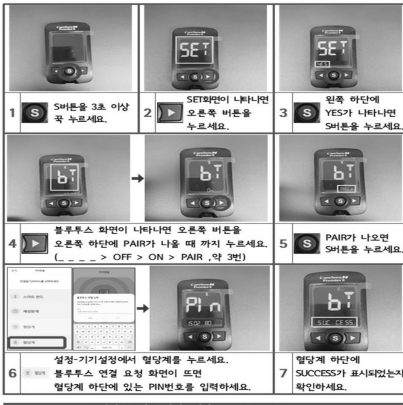 SET
SET
YES
1 S S버튼을 3초 이상
꾹 누르세요.
2 SET화면이 나타나면
오른쪽 버튼을
누르세요.
3 S 왼쪽 하단에
YES가 나타나면
S버튼을 누르세요.
bT
bT
bT
4 블루투스 화면이 나타나면 오른쪽 버튼을
오른쪽 하단에 PAIR가 나올 때 까지 누르세요.
(_ _ _ _ > OFF > ON > PAIR ,약 3번)
5 S PAIR가 나오면
S버튼을 누르세요.
혈당계
Pin
bT
SUCCESS
6 혈당계 설정-기기설정에서 혈당계를 누르세요.
블루투스 연결 요청 화면이 뜨면
혈당계 하단에 있는 PIN번호를 입력하세요.
7 혈당계 하단에
SUCCESS가 표시되었는지
확인하세요.